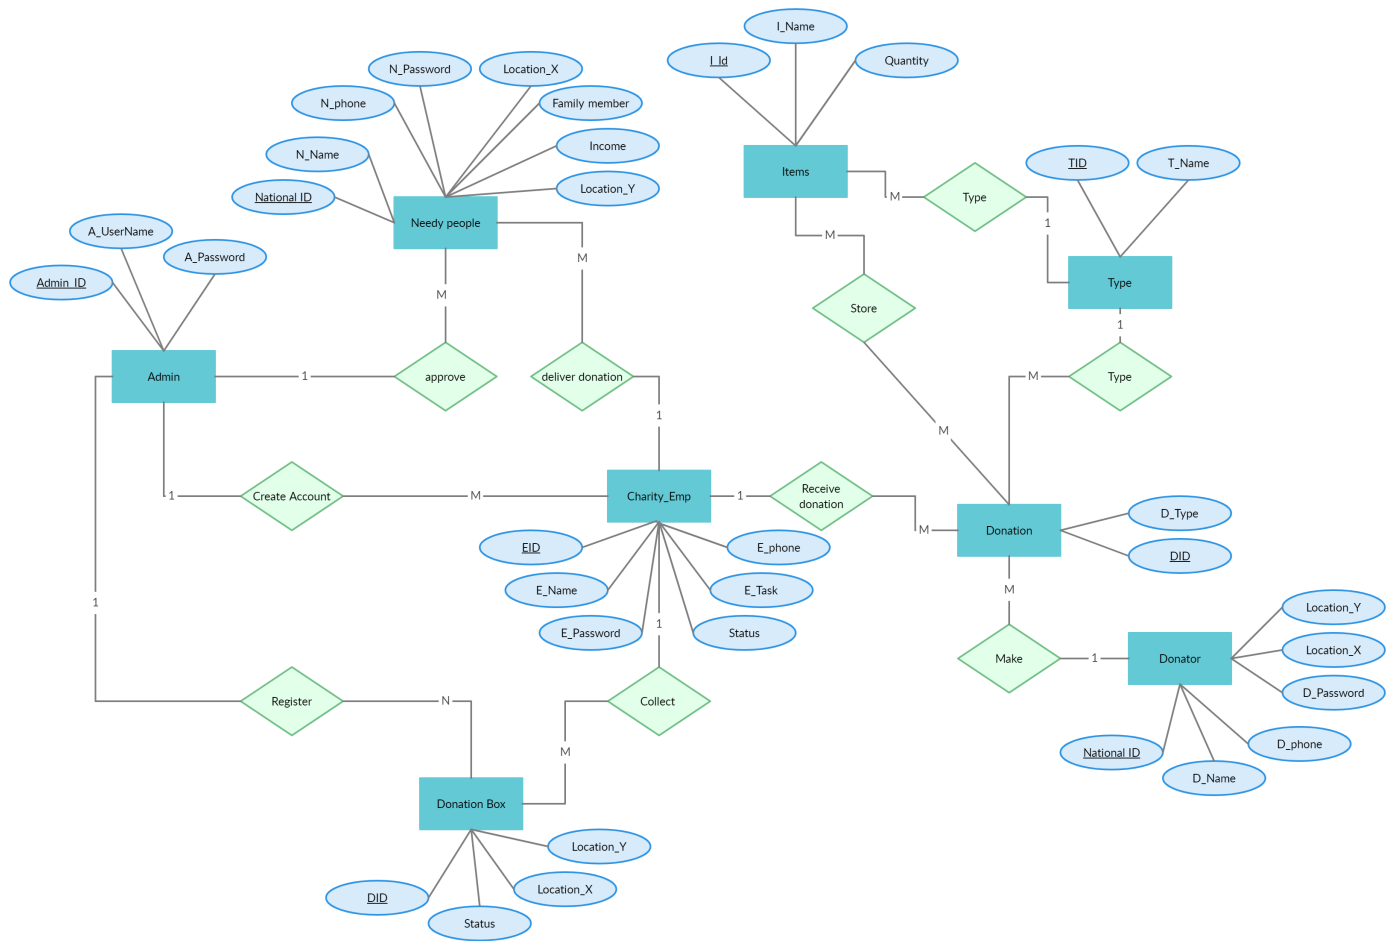 I_Name
I_Id
Quantity
N_Password
Location_X
N_phone
Family member
N_Name
Income
National ID
Location_Y
Needy people
Items
TID
T_Name
M
Type
1
A_UserName
A_Password
Admin_ID
M
M
M
Type
Store
1
Admin
1
approve
deliver donation
M
Type
1
M
1
Create Account
M
Charity_Emp
1
Receive
donation
M
Donation
D_Type
DID
EID
E_phone
E_Name
E_Task
E_Password
Status
M
1
1
Make
1
Donator
Location_Y
Location_X
D_Password
Register
N
Collect
M
National ID
D_phone
D_Name
Donation Box
Location_Y
DID
Location_X
Status